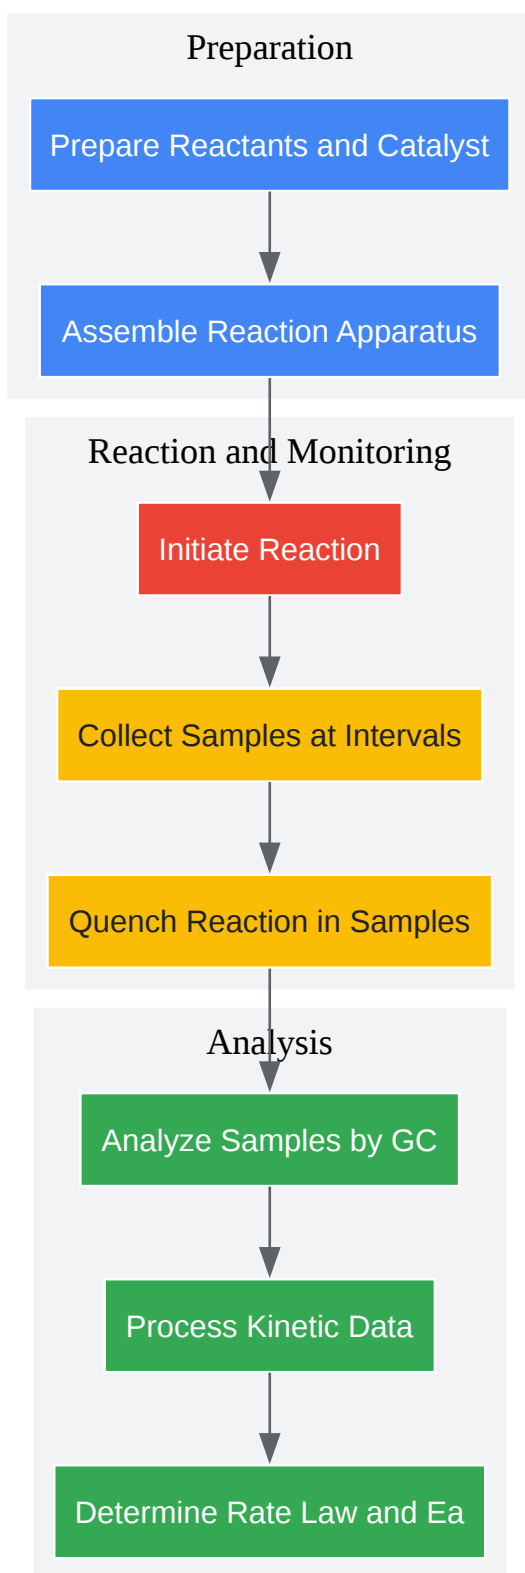 Preparation
Prepare Reactants and Catalyst
Assemble Reaction Apparatus
Reaction and Monitoring
Initiate Reaction
Collect Samples at Intervals
Quench Reaction in Samples
Analysis
Analyze Samples by GC
Process Kinetic Data
Determine Rate Law and Ea